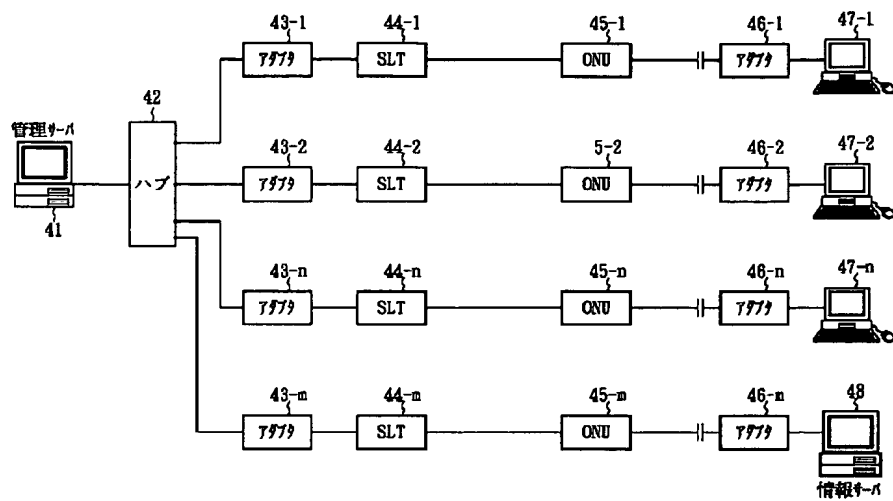 43-1 44-1 45-1 46-1 47-1
アダプタ SLT ONU アダプタ
42
管理サーバ
43-2 44-2 5-2 46-2 47-2
ハブ アダプタ SLT ONU アダプタ
41
43-n 44-n 45-n 46-n 47-n
アダプタ SLT ONU アダプタ
43-m 44-m 45-m 46-m 48
アダプタ SLT ONU アダプタ
情報サーバ